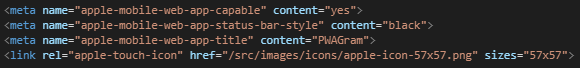 <meta name="apple-mobile-web-app-capable" content="yes">
<meta name="apple-mobile-web-app-status-bar-style" content="black">
<meta name="apple-mobile-web-app-title" content="PWAGram">
<link rel="apple-touch-icon" href="/src/images/icons/apple-icon-57x57.png" sizes="57x57">